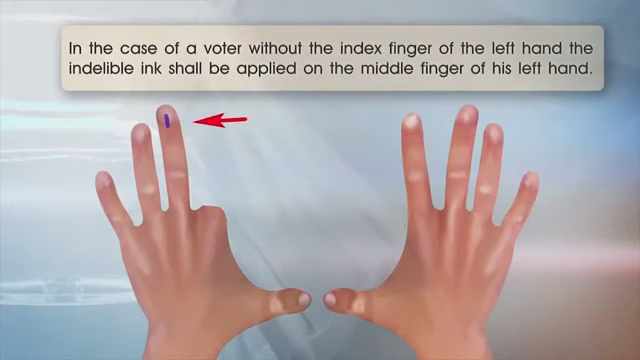 In the case of a voter without the index finger of the left hand the
indelible ink shall be applied on the middle finger of his left hand.